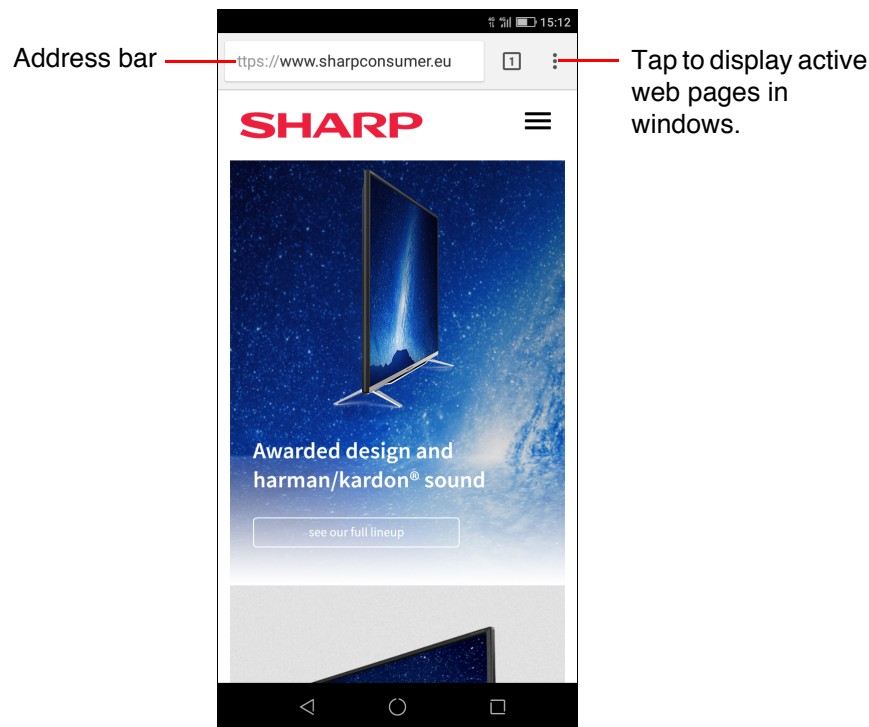 15:12
Address bar
ttps://www.sharpconsumer.eu
1
Tap to display active
web pages in
windows.
SHARP
Awarded design and
harman/kardon® sound
see our full lineup